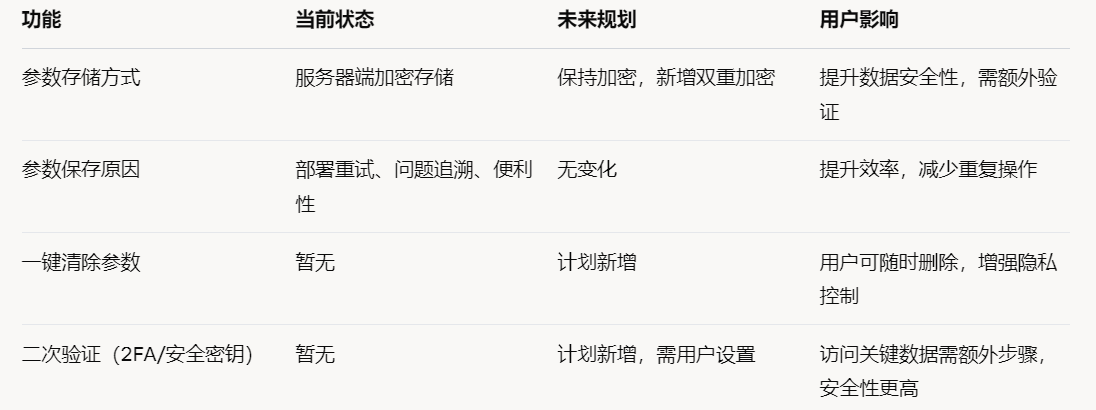 功能 当前状态 未来规划 用户影响
参数存储方式 服务器端加密存储 保持加密，新增双重加密 提升数据安全性，需额外验
证
参数保存原因 部署重试、问题追溯、便利 无变化 提升效率，减少重复操作
性
一键清除参数 暂无 计划新增 用户可随时删除，增强隐私
控制
二次验证（2FA/安全密钥） 暂无 计划新增，需用户设置 访问关键数据需额外步骤，
安全性更高